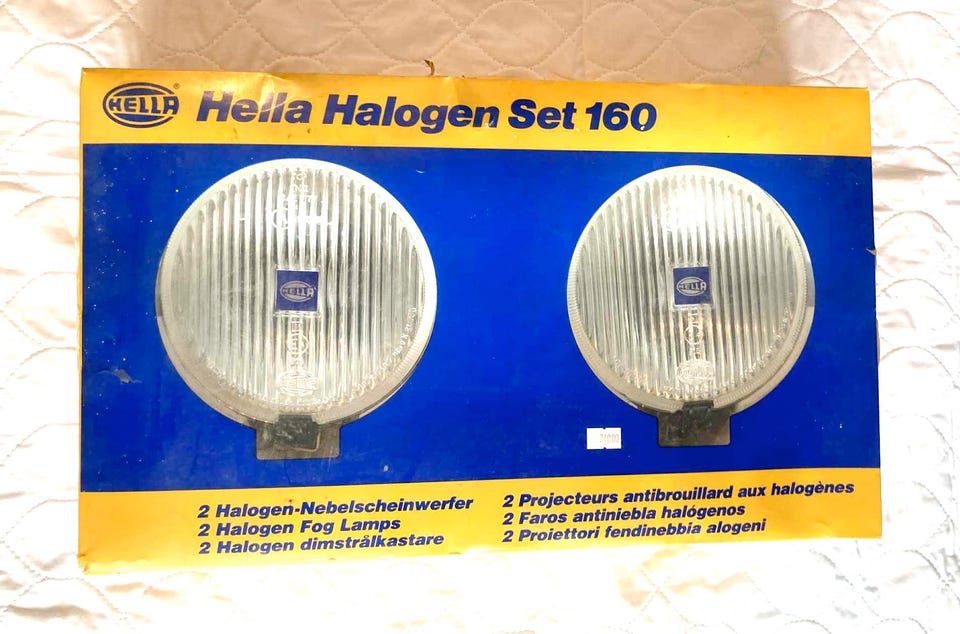 HELLA
Hella Halogen Set 160
HELLA
HELLA
2 Halogen-Nebelscheinwerfer
2 Halogen Fog Lamps
2 Halogen dimstrålkastare
2 Projecteurs antibrouillard aux halogènes
2 Faros antiniebla halógenos
2 Proiettori fendinebbia alogeni